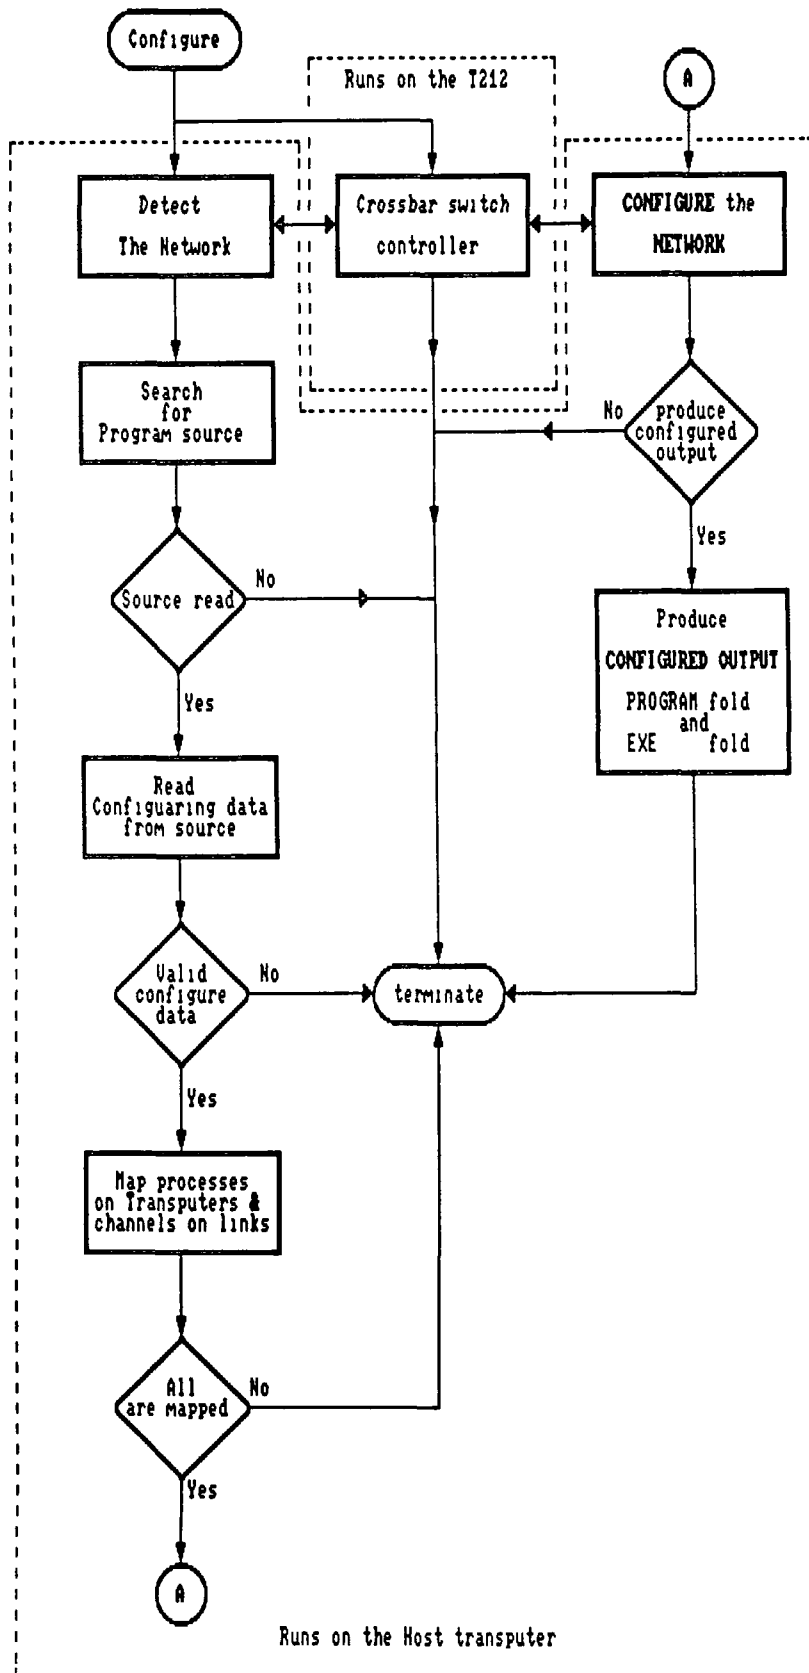 Configure
Runs on the T212
A
Detect
The Network
Crossbar switch
controller
CONFIGURE the
NETWORK
Search
for
Program source
No
produce
configured
output
Yes
Source read
No
Yes
Produce
CONFIGURED OUTPUT
PROGRAM fold
and
EXE fold
Read
Configuaring data
from source
Valid
configure
data
No
terminate
Yes
Map processes
on Transputers &
channels on links
All
are mapped
No
Yes
A
Runs on the Host transputer